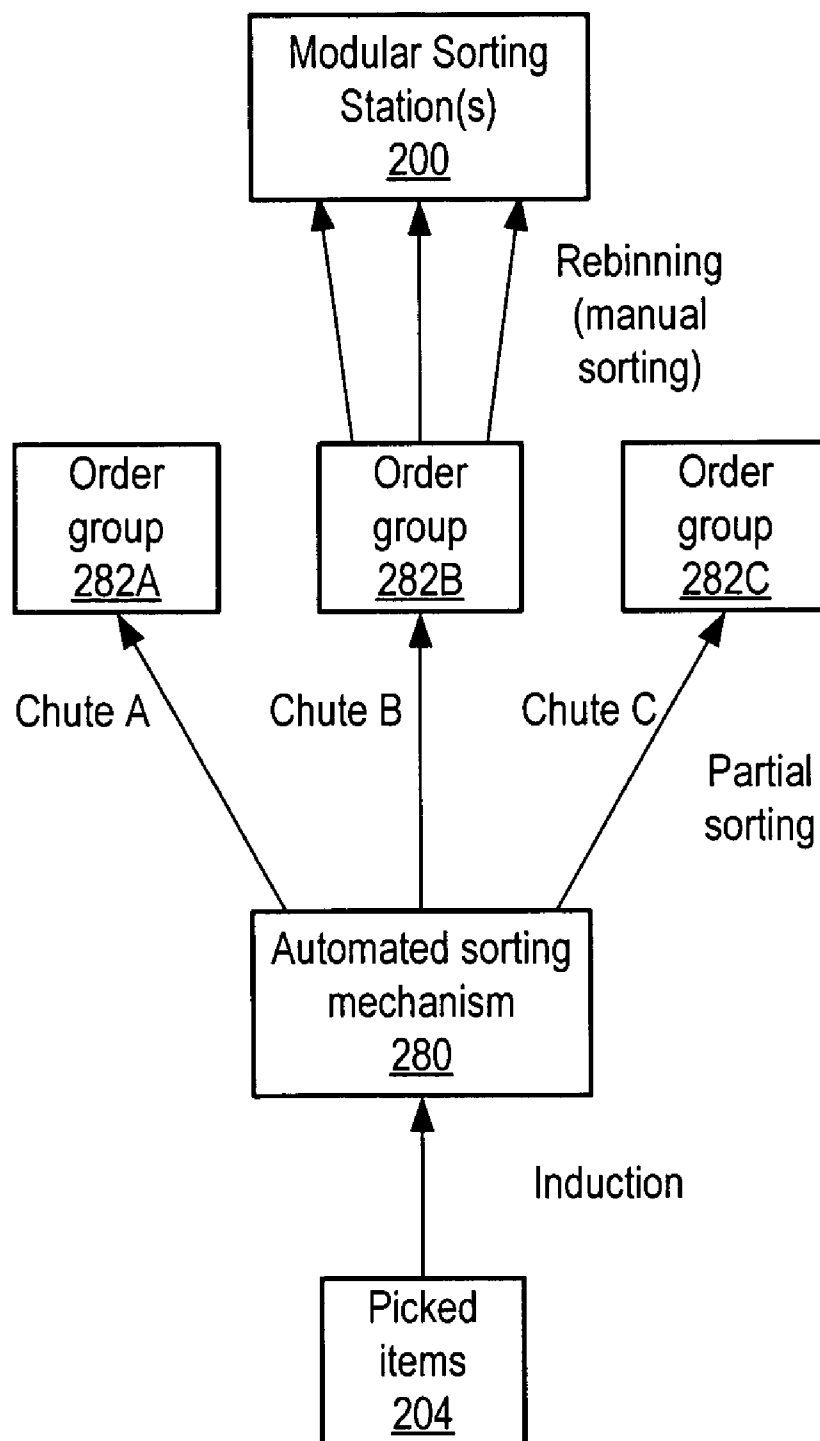 Modular Sorting
Station(s)
200
Rebinning
(manual
sorting)
Order
group
282A
Order
group
282B
Order
group
282C
Chute A
Chute B
Chute C
Partial
sorting
Automated sorting
mechanism
280
Induction
Picked
items
204